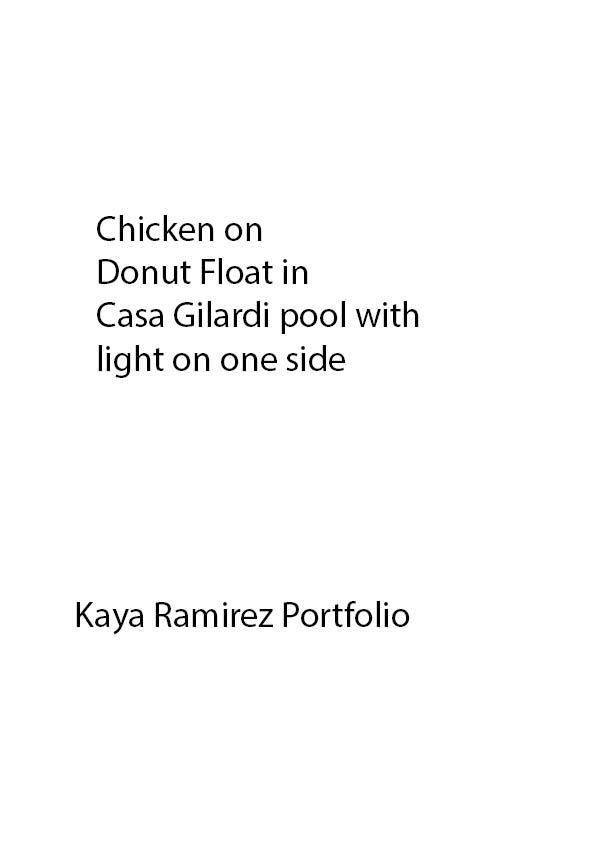 Chicken on
Donut Float in
Casa Gilardi pool with
light on one side
Kaya Ramirez Portfolio